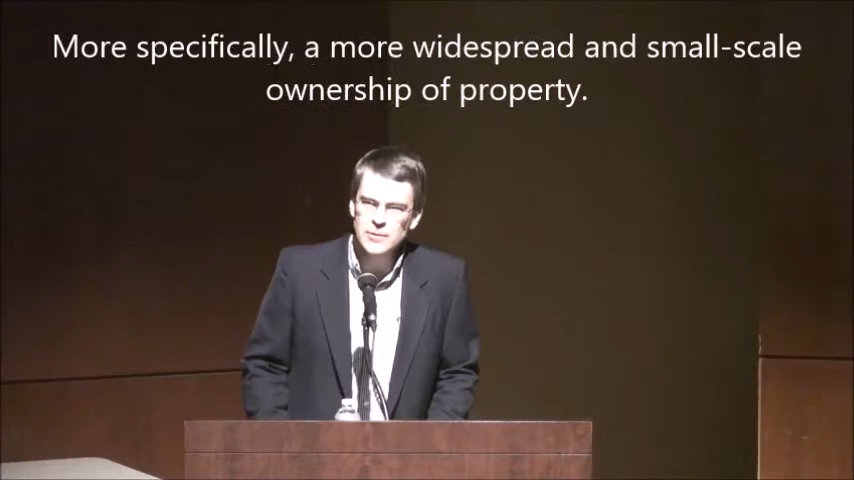 More specifically, a more widespread and small-scale
ownership of property.